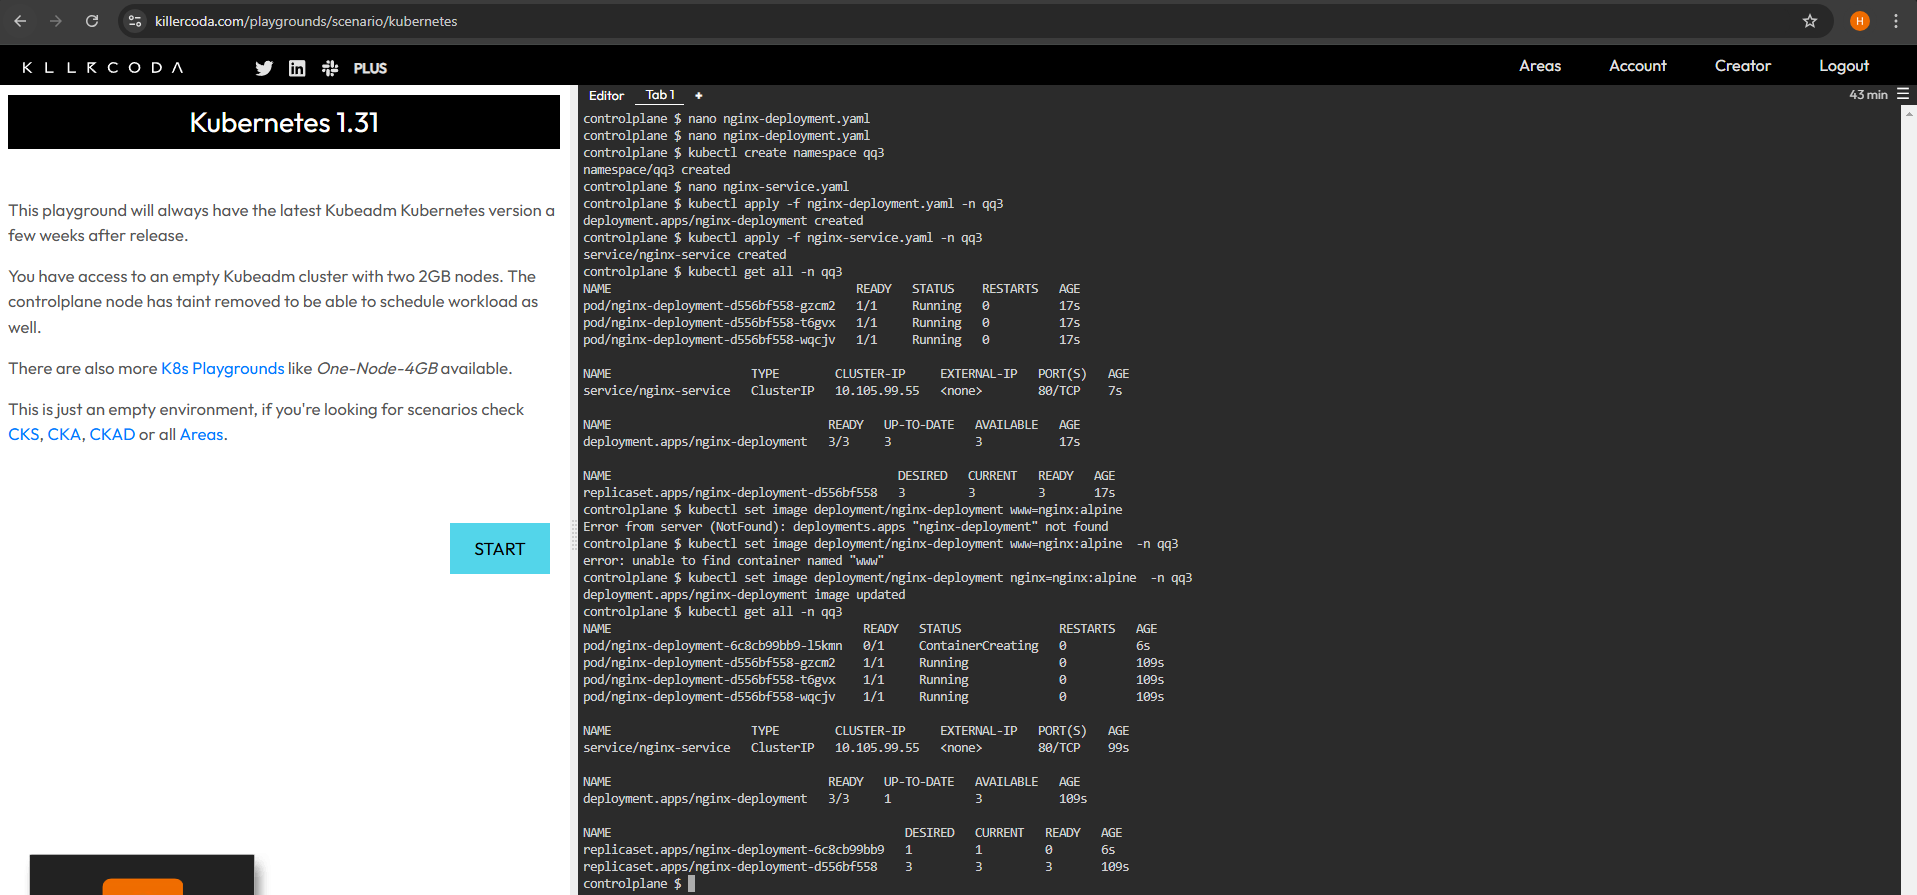 killercoda.com/playgrounds/scenario/kubernetes
H
KLLRCODA
PLUS
Areas
Account
Creator
Logout
Kubernetes 1.31
This playground will always have the latest Kubeadm Kubernetes version a
few weeks after release.
You have access to an empty Kubeadm cluster with two 2GB nodes. The
controlplane node has taint removed to be able to schedule workload as
well.
There are also more K8s Playgrounds like One-Node-4GB available.
This is just an empty environment, if you're looking for scenarios check
CKS, CKA, CKAD or all Areas.
START
Editor Tab 1 +
43 min
controlplane $ nano nginx-deployment.yaml
controlplane $ nano nginx-deployment.yaml
controlplane $ kubectl create namespace qq3
namespace/qq3 created
controlplane $ nano nginx-service.yaml
controlplane $ kubectl apply -f nginx-deployment.yaml -n qq3
deployment.apps/nginx-deployment created
controlplane $ kubectl apply -f nginx-service.yaml -n qq3
service/nginx-service created
controlplane $ kubectl get all -n qq3
NAME READY STATUS RESTARTS AGE
pod/nginx-deployment-d556bf558-gzcm2 1/1 Running 0 17s
pod/nginx-deployment-d556bf558-t6gvx 1/1 Running 0 17s
pod/nginx-deployment-d556bf558-wqcjv 1/1 Running 0 17s
NAME TYPE CLUSTER-IP EXTERNAL-IP PORT(S) AGE
service/nginx-service ClusterIP 10.105.99.55 <none> 80/TCP 7s
NAME READY UP-TO-DATE AVAILABLE AGE
deployment.apps/nginx-deployment 3/3 3 3 17s
NAME DESIRED CURRENT READY AGE
replicaset.apps/nginx-deployment-d556bf558 3 3 3 17s
controlplane $ kubectl set image deployment/nginx-deployment www=nginx:alpine
Error from server (NotFound): deployments.apps "nginx-deployment" not found
controlplane $ kubectl set image deployment/nginx-deployment www=nginx:alpine -n qq3
error: unable to find container named "www"
controlplane $ kubectl set image deployment/nginx-deployment nginx=nginx:alpine -n qq3
deployment.apps/nginx-deployment image updated
controlplane $ kubectl get all -n qq3
NAME READY STATUS RESTARTS AGE
pod/nginx-deployment-6c8cb99bb9-l5kmn 0/1 ContainerCreating 0 6s
pod/nginx-deployment-d556bf558-gzcm2 1/1 Running 0 109s
pod/nginx-deployment-d556bf558-t6gvx 1/1 Running 0 109s
pod/nginx-deployment-d556bf558-wqcjv 1/1 Running 0 109s
NAME TYPE CLUSTER-IP EXTERNAL-IP PORT(S) AGE
service/nginx-service ClusterIP 10.105.99.55 <none> 80/TCP 99s
NAME READY UP-TO-DATE AVAILABLE AGE
deployment.apps/nginx-deployment 3/3 1 3 109s
NAME DESIRED CURRENT READY AGE
replicaset.apps/nginx-deployment-6c8cb99bb9 1 1 0 6s
replicaset.apps/nginx-deployment-d556bf558 3 3 3 109s
controlplane $